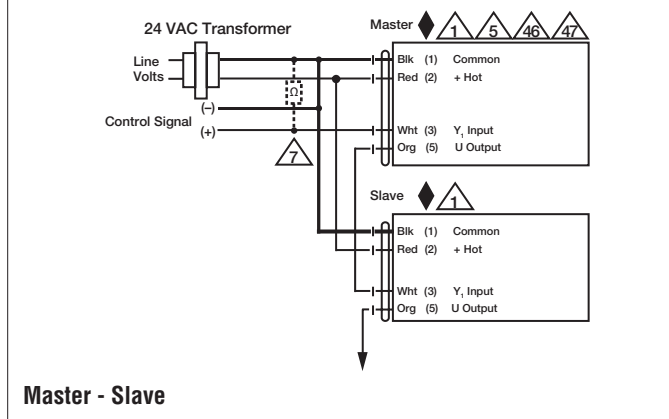 24 VAC Transformer
Master 1 5 46 47
Line
Volts
Blk (1) Common
Red (2) + Hot
Ω
(–)
Control Signal
(+)
Wht (3) Y1 Input
Org (5) U Output
7
Slave 1
Blk (1) Common
Red (2) + Hot
Wht (3) Y1 Input
Org (5) U Output
Master - Slave